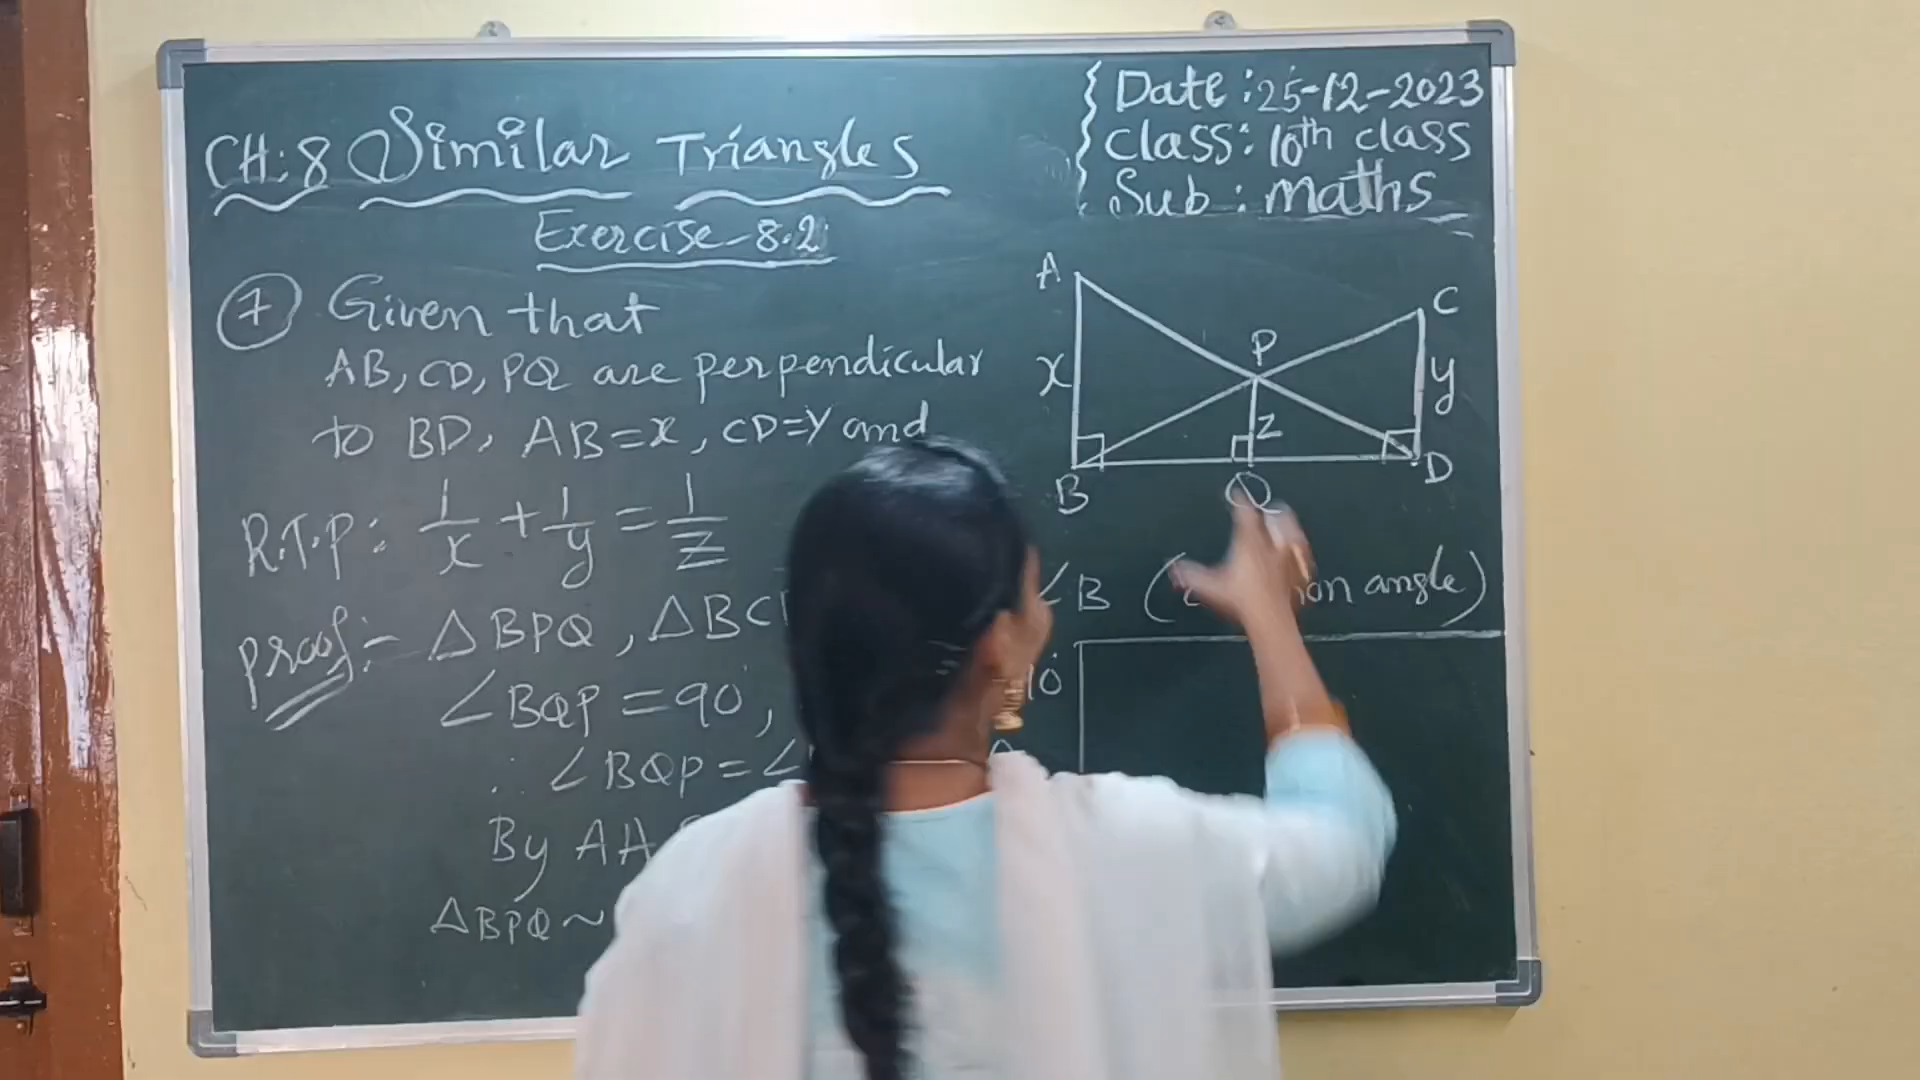 CH:8 Similar Triangles
Exercise-8.2
Date: 25-12-2023
Class: 10th class
Sub: maths
7 Given that
AB, CD, PQ are perpendicular
to BD, AB=x, CD=Y and
R.T.P: 1/x + 1/y = 1/z
proof:- △BPQ, △BC
∠B ( angle)
∠BQP = 90°,
∴ ∠BQP = ∠
By AA
△BPQ ~
A
C
P
x
y
z
B
Q
D